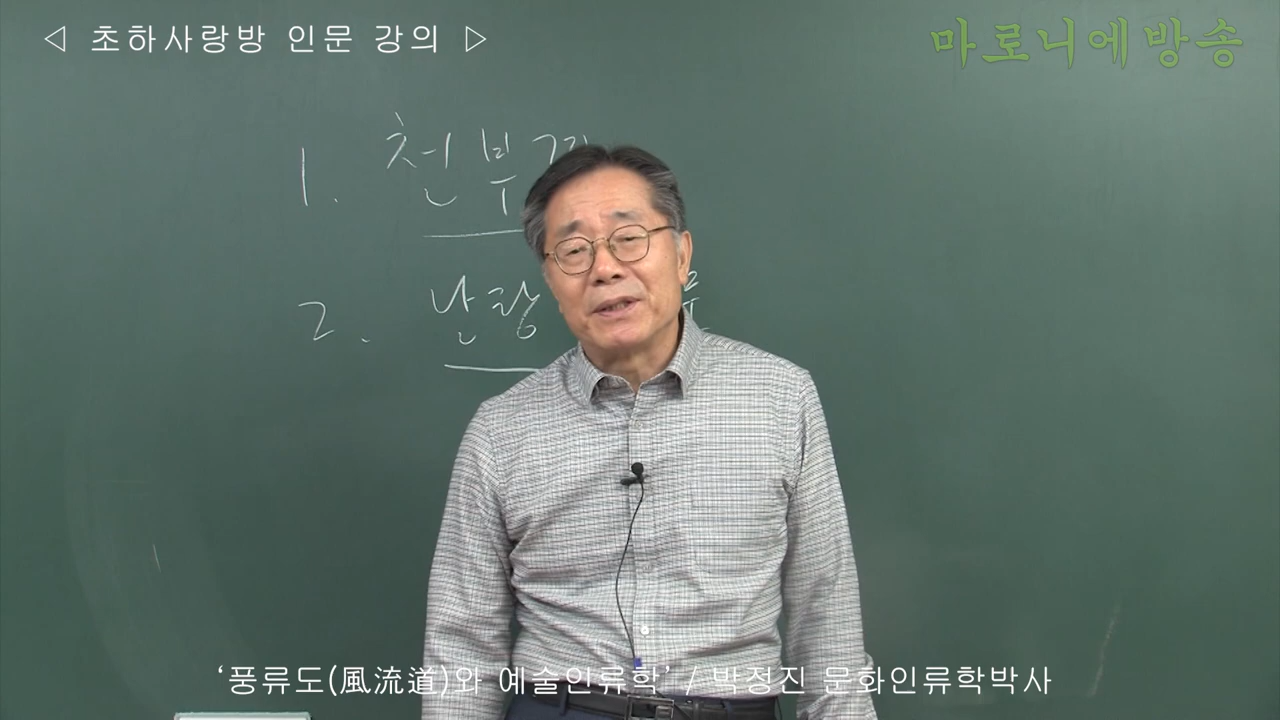 ◁ 초하사랑방 인문 강의 ▷
마로니에방송
1. 천부
2. 난랑
‘풍류도(風流道)와 예술인류학’ / 박정진 문화인류학박사